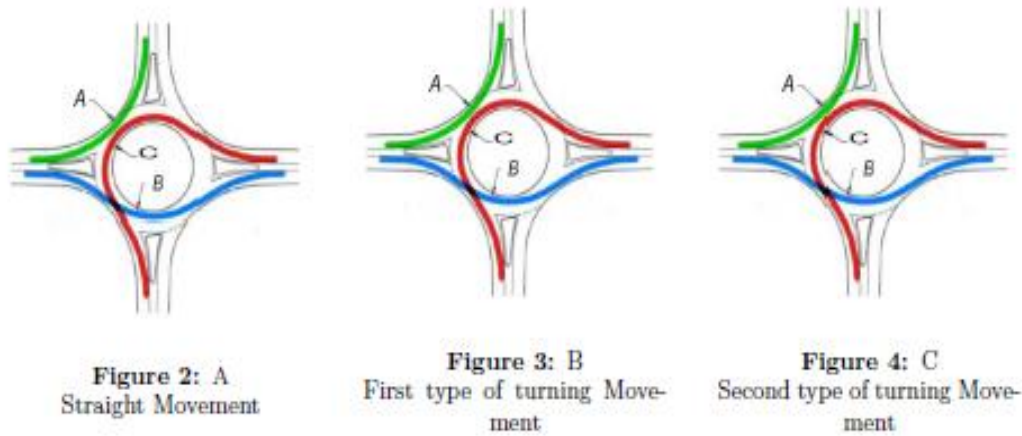 A
C
B
A
C
B
A
C
B
Figure 2: A
Straight Movement
Figure 3: B
First type of turning Move-
ment
Figure 4: C
Second type of turning Move-
ment